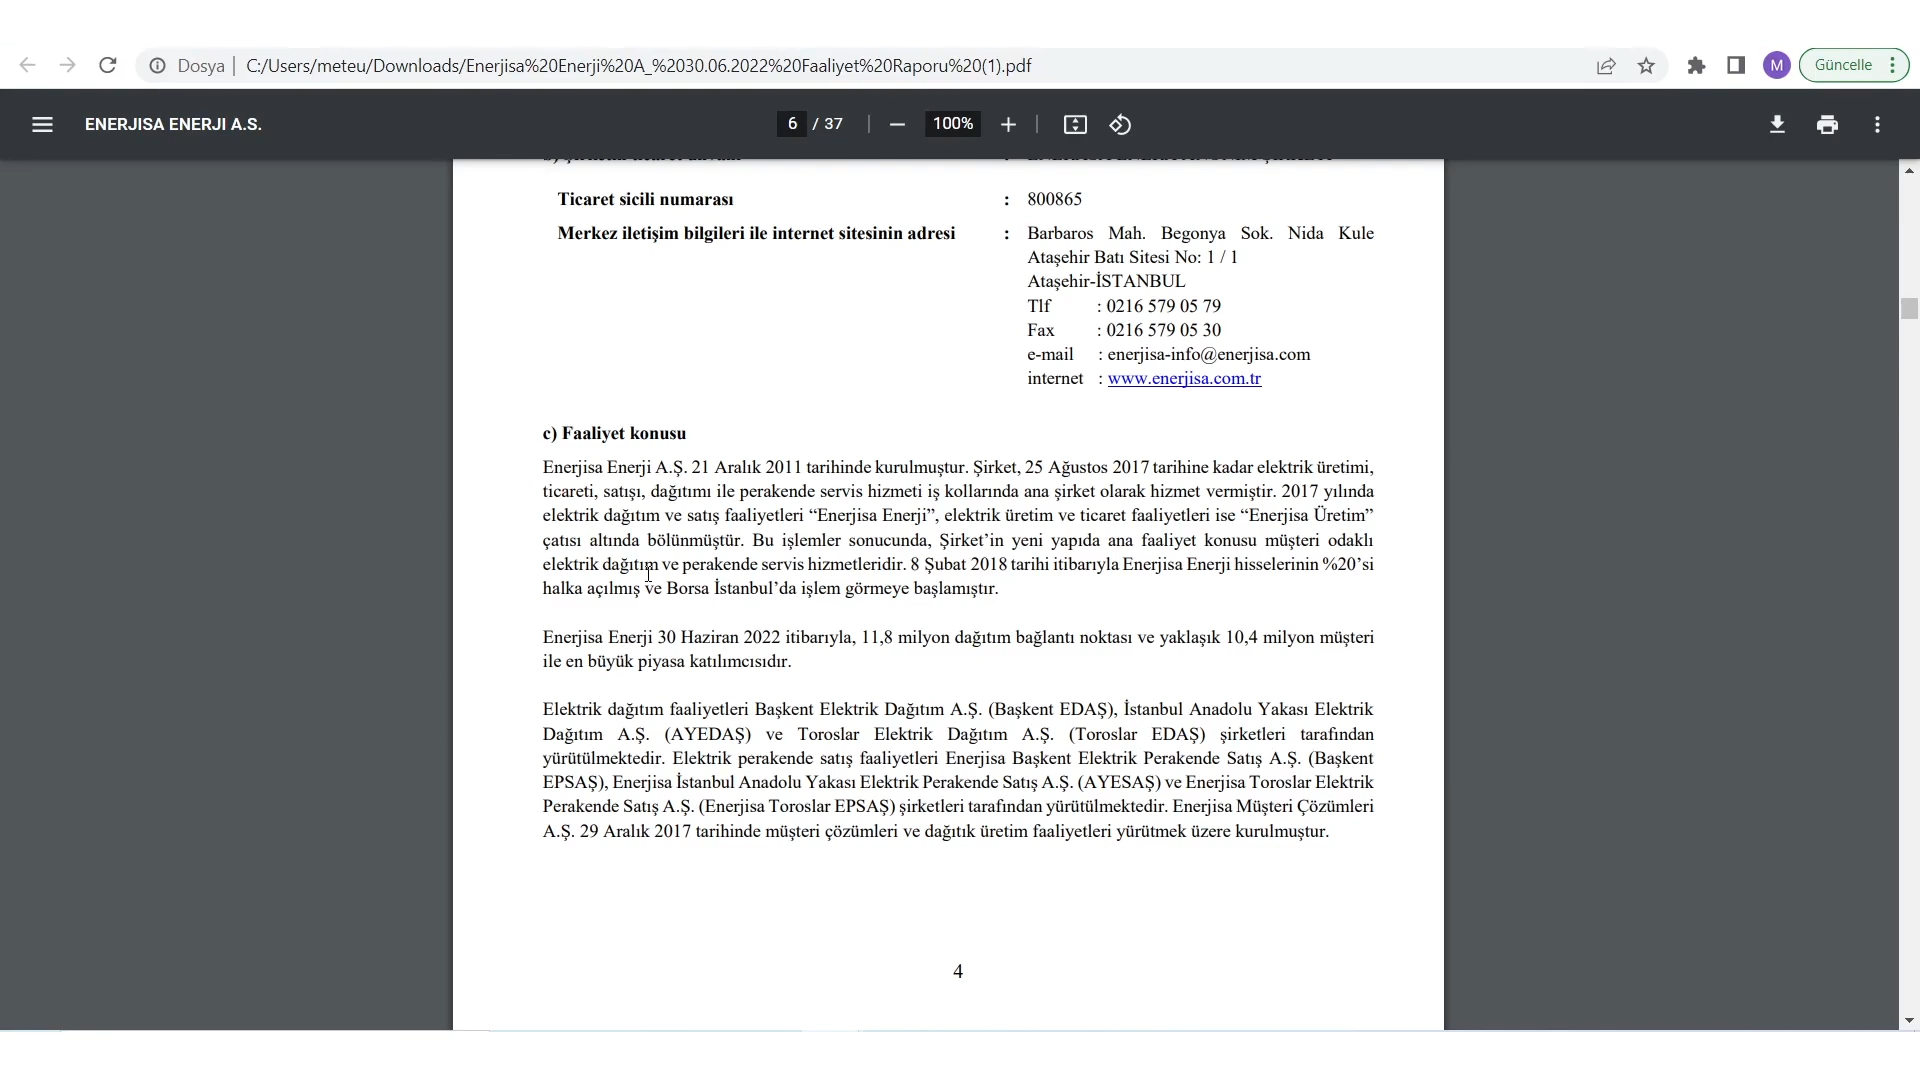 Dosya | C:/Users/meteu/Downloads/Enerjisa%20Enerji%20A_%2030.06.2022%20Faaliyet%20Raporu%20(1).pdf
M
Güncelle
ENERJISA ENERJI A.S.
6 / 37
100%
Ticaret sicili numarası : 800865
Merkez iletişim bilgileri ile internet sitesinin adresi : Barbaros Mah. Begonya Sok. Nida Kule
Ataşehir Batı Sitesi No: 1 / 1
Ataşehir-İSTANBUL
Tlf : 0216 579 05 79
Fax : 0216 579 05 30
e-mail : enerjisa-info@enerjisa.com
internet : www.enerjisa.com.tr
c) Faaliyet konusu
Enerjisa Enerji A.Ş. 21 Aralık 2011 tarihinde kurulmuştur. Şirket, 25 Ağustos 2017 tarihine kadar elektrik üretimi,
ticareti, satışı, dağıtımı ile perakende servis hizmeti iş kollarında ana şirket olarak hizmet vermiştir. 2017 yılında
elektrik dağıtım ve satış faaliyetleri “Enerjisa Enerji”, elektrik üretim ve ticaret faaliyetleri ise “Enerjisa Üretim”
çatısı altında bölünmüştür. Bu işlemler sonucunda, Şirket’in yeni yapıda ana faaliyet konusu müşteri odaklı
elektrik dağıtım ve perakende servis hizmetleridir. 8 Şubat 2018 tarihi itibarıyla Enerjisa Enerji hisselerinin %20’si
halka açılmış ve Borsa İstanbul’da işlem görmeye başlamıştır.
Enerjisa Enerji 30 Haziran 2022 itibarıyla, 11,8 milyon dağıtım bağlantı noktası ve yaklaşık 10,4 milyon müşteri
ile en büyük piyasa katılımcısıdır.
Elektrik dağıtım faaliyetleri Başkent Elektrik Dağıtım A.Ş. (Başkent EDAŞ), İstanbul Anadolu Yakası Elektrik
Dağıtım A.Ş. (AYEDAŞ) ve Toroslar Elektrik Dağıtım A.Ş. (Toroslar EDAŞ) şirketleri tarafından
yürütülmektedir. Elektrik perakende satış faaliyetleri Enerjisa Başkent Elektrik Perakende Satış A.Ş. (Başkent
EPSAŞ), Enerjisa İstanbul Anadolu Yakası Elektrik Perakende Satış A.Ş. (AYESAŞ) ve Enerjisa Toroslar Elektrik
Perakende Satış A.Ş. (Enerjisa Toroslar EPSAŞ) şirketleri tarafından yürütülmektedir. Enerjisa Müşteri Çözümleri
A.Ş. 29 Aralık 2017 tarihinde müşteri çözümleri ve dağıtık üretim faaliyetleri yürütmek üzere kurulmuştur.
4